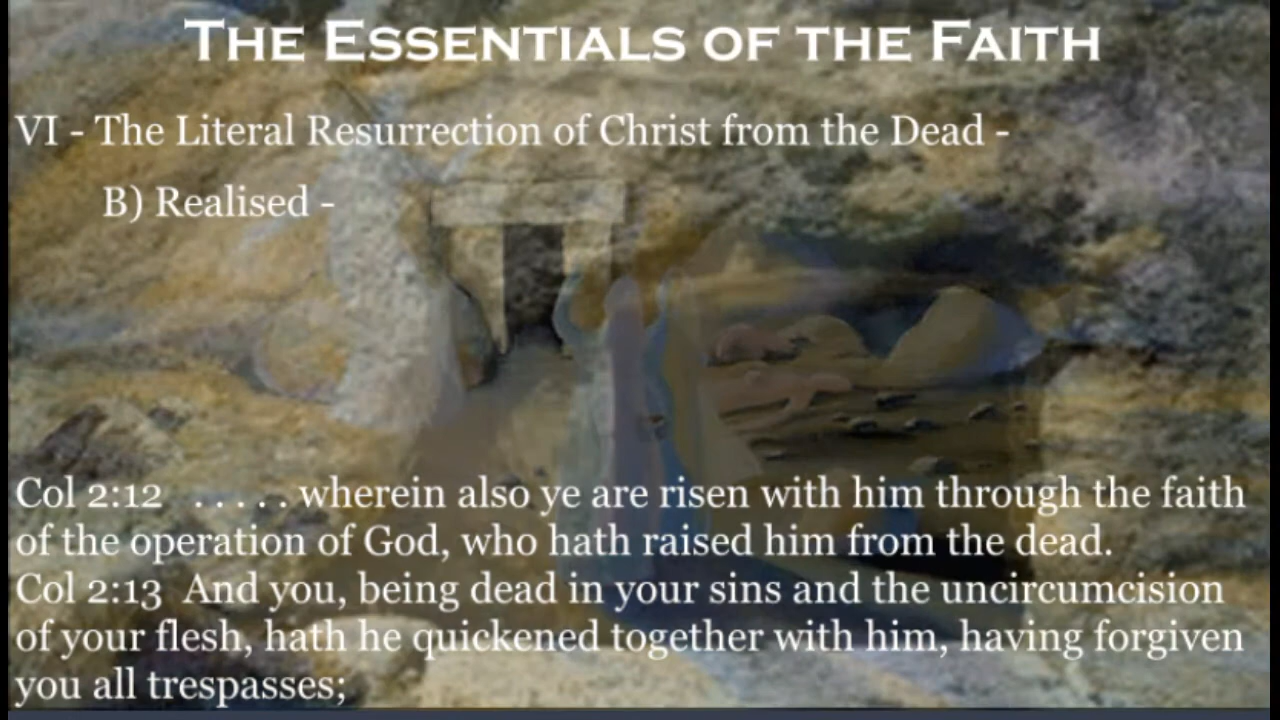 THE ESSENTIALS OF THE FAITH
VI - The Literal Resurrection of Christ from the Dead -
B) Realised -
Col 2:12 . . . . . wherein also ye are risen with him through the faith
of the operation of God, who hath raised him from the dead.
Col 2:13 And you, being dead in your sins and the uncircumcision
of your flesh, hath he quickened together with him, having forgiven
you all trespasses;